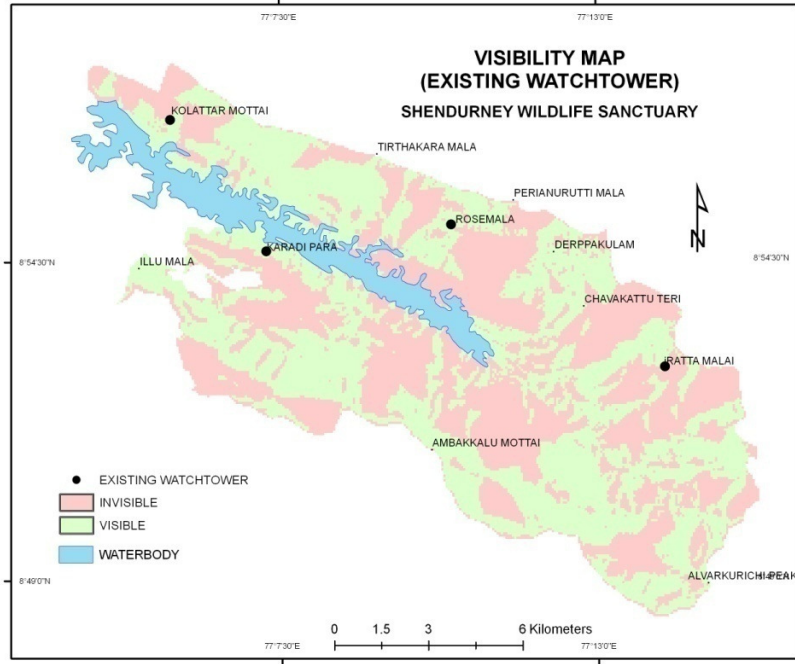 77°7'30"E
77°13'0"E
VISIBILITY MAP
(EXISTING WATCHTOWER)
SHENDURNEY WILDLIFE SANCTUARY
KOLATTAR MOTTAI
TIRTHAKARA MALA
PERIANURUTTI MALA
ROSEMALA
N
KARADI PARA
DERPPAKULAM
ILLU MALA
8°54'30"N
8°54'30"N
CHAVAKATTU TERI
IRATTA MALAI
AMBAKKALU MOTTAI
EXISTING WATCHTOWER
INVISIBLE
VISIBLE
WATERBODY
8°49'0"N
ALVARKURICHI PEAK
0 1.5 3 6 Kilometers
77°7'30"E
77°13'0"E